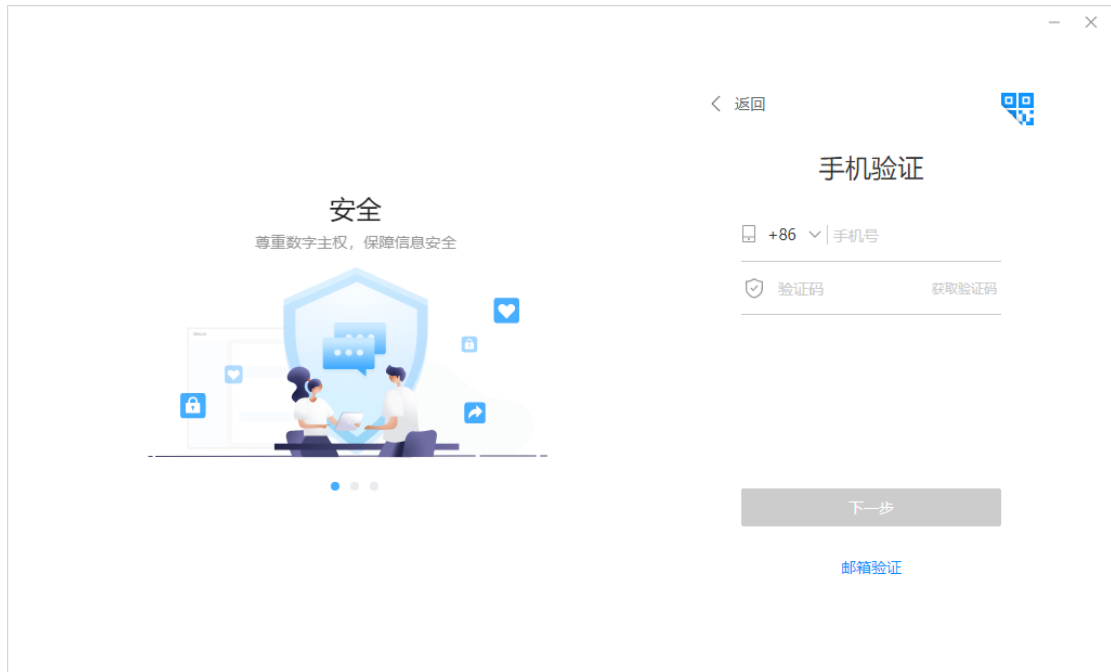 返回
手机验证
安全
尊重数字主权，保障信息安全
+86 手机号
验证码 获取验证码
下一步
邮箱验证